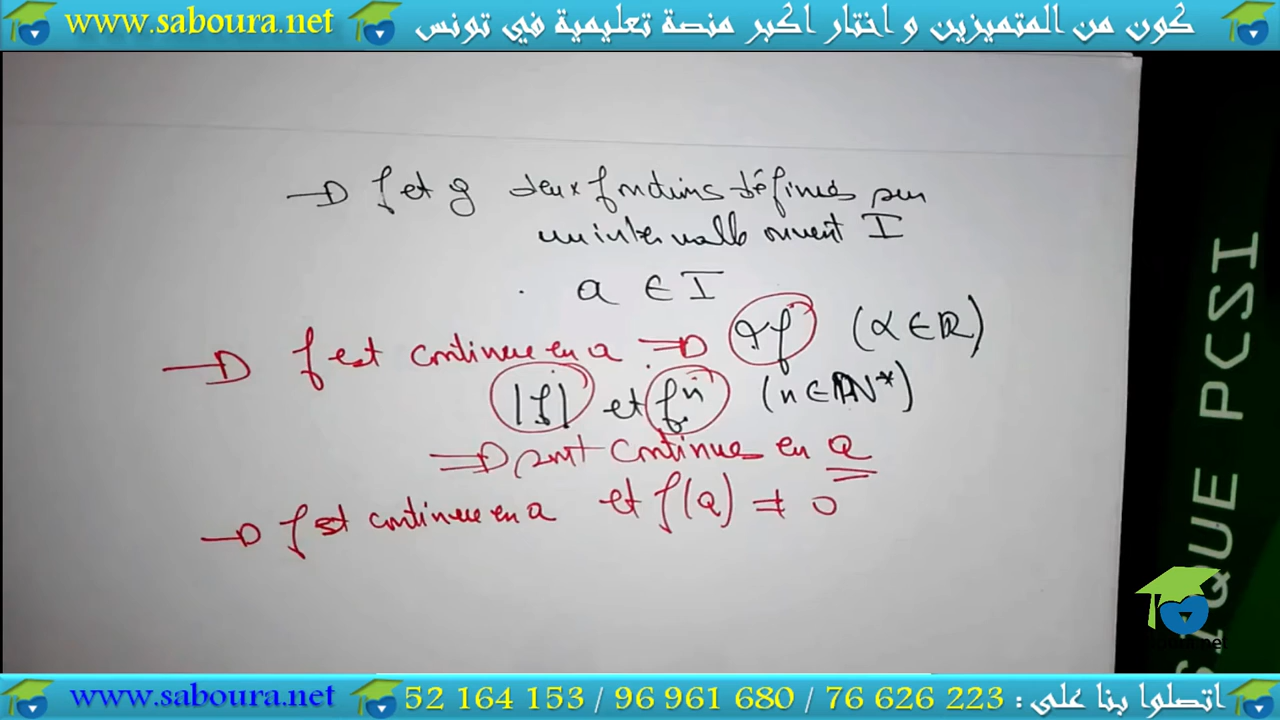 www.saboura.net كون من المتميزين و اختار اكبر منصة تعليمية في تونس
→ f et g deux fonctions définies sur
un intervalle ouvert I
a ∈ I
→ f est continue en a ⇒ αf (α ∈ ℝ)
|f| et fⁿ (n ∈ ℕ*)
⇒ sont continues en a
→ f est continue en a et f(a) ≠ 0
SIQUE PCSI
www.saboura.net 52 164 153 / 96 961 680 / 76 626 223 : اتصلوا بنا على